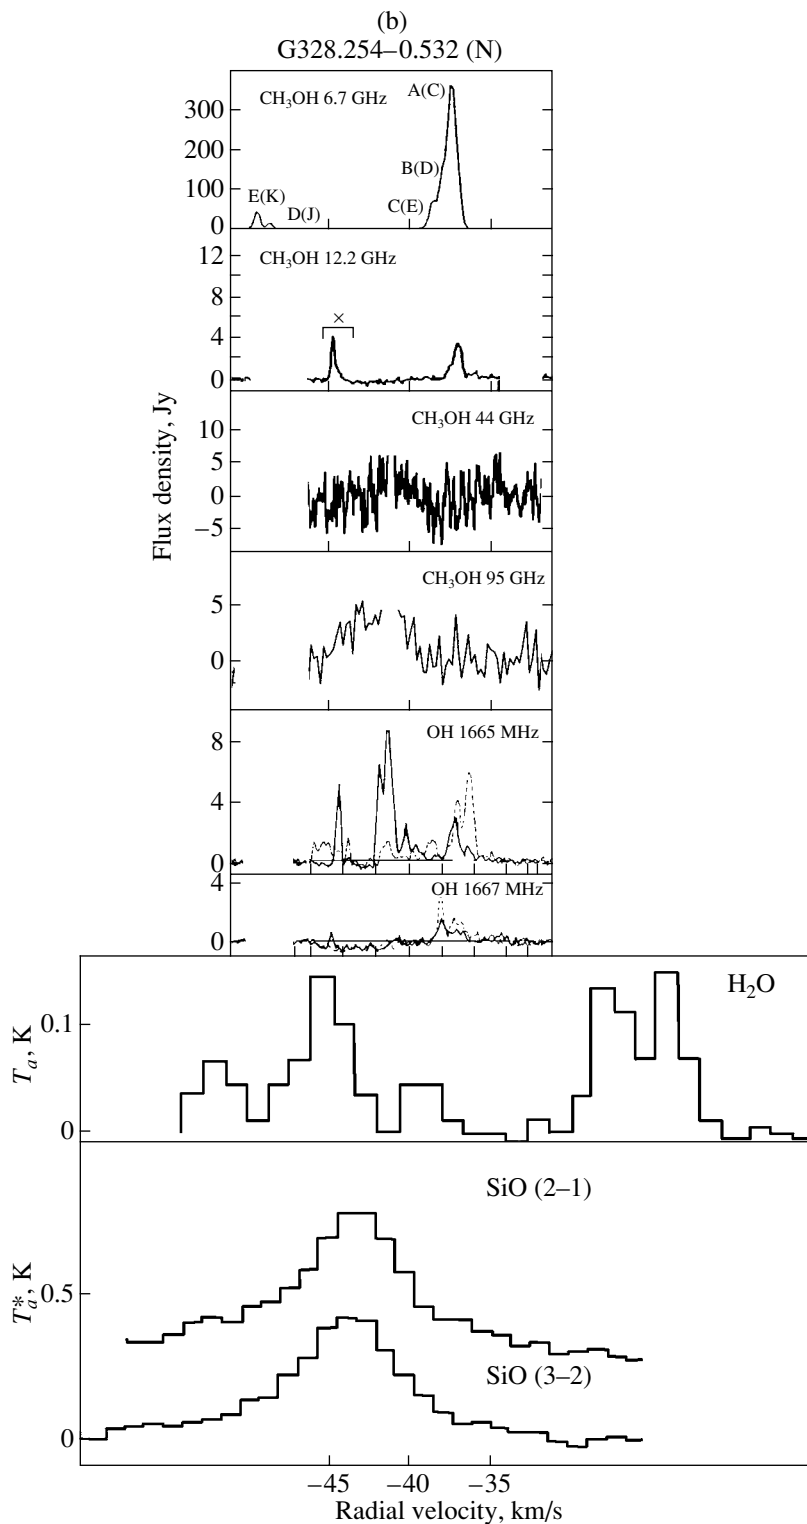 (b)
G328.254–0.532 (N)
CH₃OH 6.7 GHz
A(C)
B(D)
C(E)
E(K)
D(J)
300
200
100
0
CH₃OH 12.2 GHz
×
12
8
4
0
CH₃OH 44 GHz
10
5
0
−5
CH₃OH 95 GHz
5
0
OH 1665 MHz
8
4
0
OH 1667 MHz
4
0
Flux density, Jy
H₂O
0.1
0
Tₐ, K
SiO (2–1)
0.5
SiO (3–2)
0
Tₐ*, K
−45 −40 −35
Radial velocity, km/s